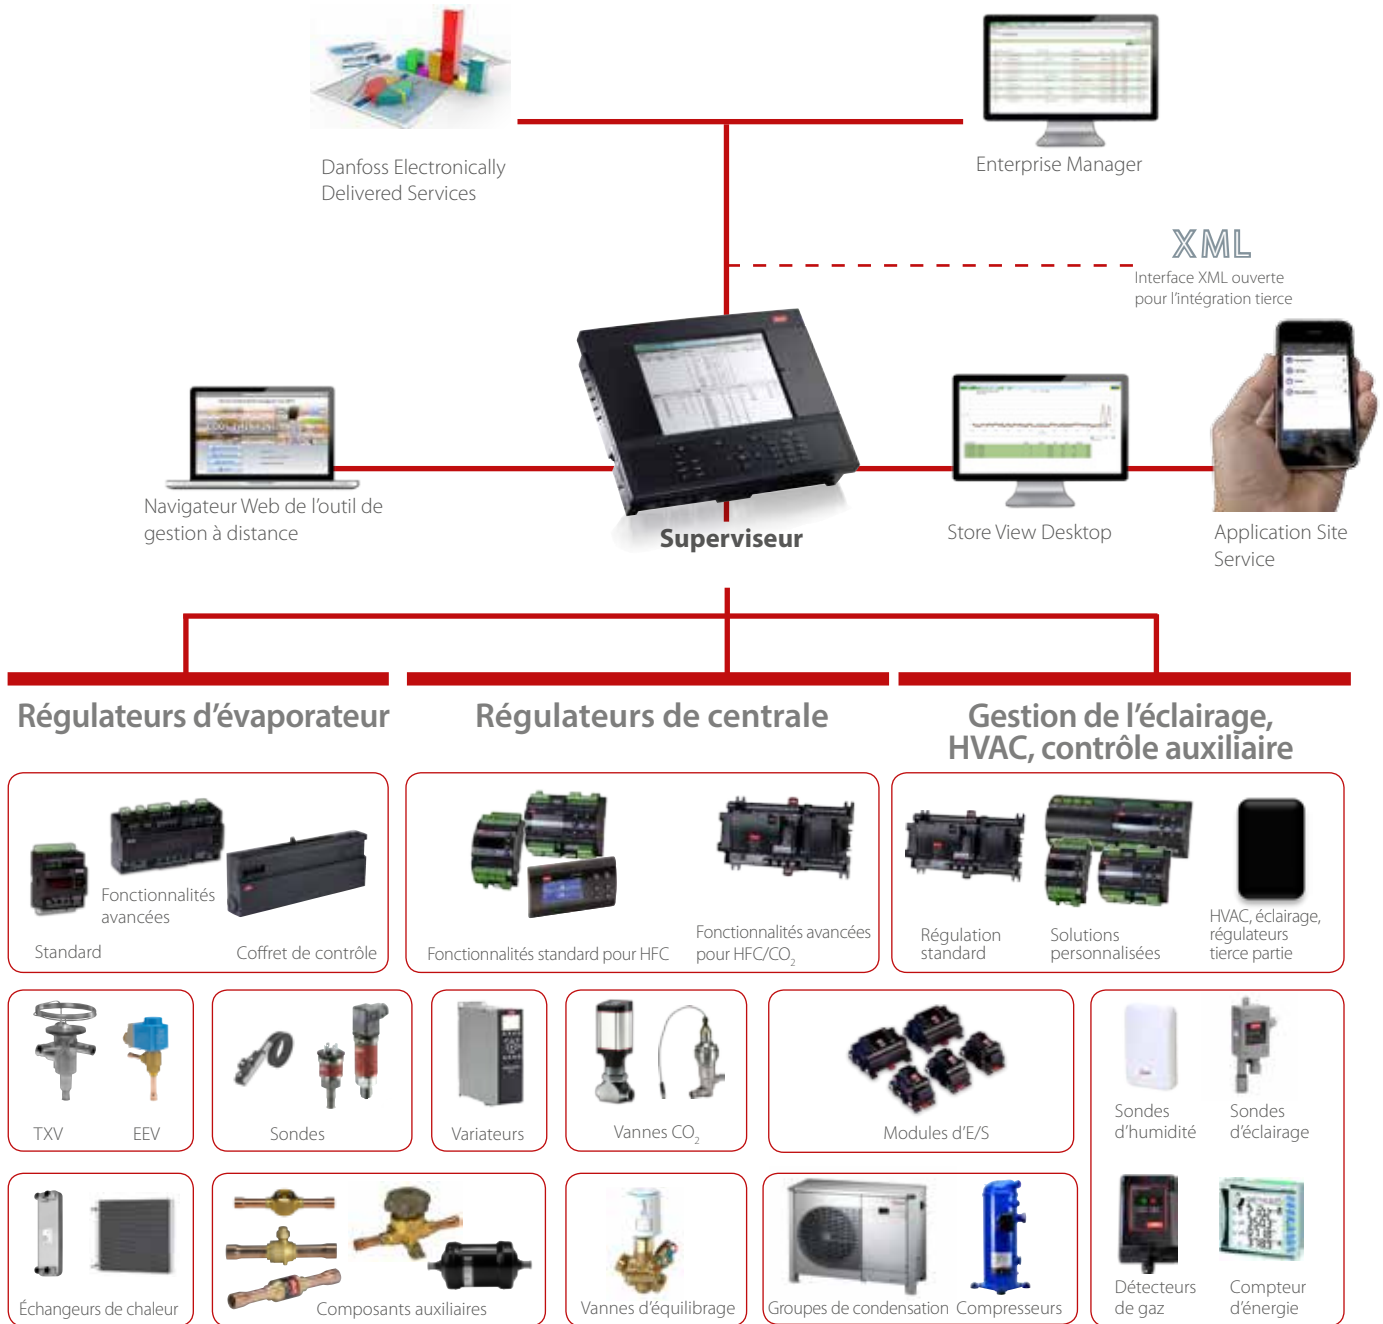 Danfoss Electronically
Delivered Services
Enterprise Manager
XML
Interface XML ouverte
pour l'intégration tierce
Navigateur Web de l'outil de
gestion à distance
Superviseur
Store View Desktop
Application Site
Service
Régulateurs d'évaporateur
Régulateurs de centrale
Gestion de l'éclairage,
HVAC, contrôle auxiliaire
Standard
Fonctionnalités
avancées
Coffret de contrôle
Fonctionnalités standard pour HFC
Fonctionnalités avancées
pour HFC/CO₂
Régulation
standard
Solutions
personnalisées
HVAC, éclairage,
régulateurs
tierce partie
TXV
EEV
Sondes
Variateurs
Vannes CO₂
Modules d'E/S
Sondes
d'humidité
Sondes
d'éclairage
Échangeurs de chaleur
Composants auxiliaires
Vannes d'équilibrage
Groupes de condensation
Compresseurs
Détecteurs
de gaz
Compteur
d'énergie